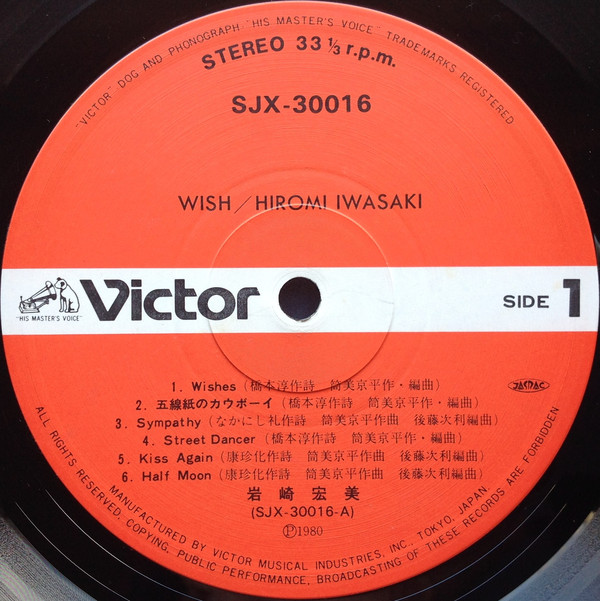 "VICTOR" DOG AND PHONOGRAPH "HIS MASTER'S VOICE" TRADEMARKS REGISTERED
STEREO 33⅓ r.p.m.
SJX-30016
WISH／HIROMI IWASAKI
Victor
"HIS MASTER'S VOICE"
SIDE 1
JASRAC
1. Wishes (橋本淳作詩 筒美京平作・編曲)
2. 五線紙のカウボーイ (橋本淳作詩 筒美京平作・編曲)
3. Sympathy (なかにし礼作詩 筒美京平作曲 後藤次利編曲)
4. Street Dancer (橋本淳作詩 筒美京平作・編曲)
5. Kiss Again (康珍化作詩 筒美京平作曲 後藤次利編曲)
6. Half Moon (康珍化作詩 筒美京平作曲 後藤次利編曲)
岩崎宏美
(SJX-30016-A)
Ⓟ1980
MANUFACTURED BY VICTOR MUSICAL INDUSTRIES, INC., TOKYO, JAPAN.
ALL RIGHTS RESERVED. COPYING, PUBLIC PERFORMANCE, BROADCASTING OF THESE RECORDS ARE FORBIDDEN